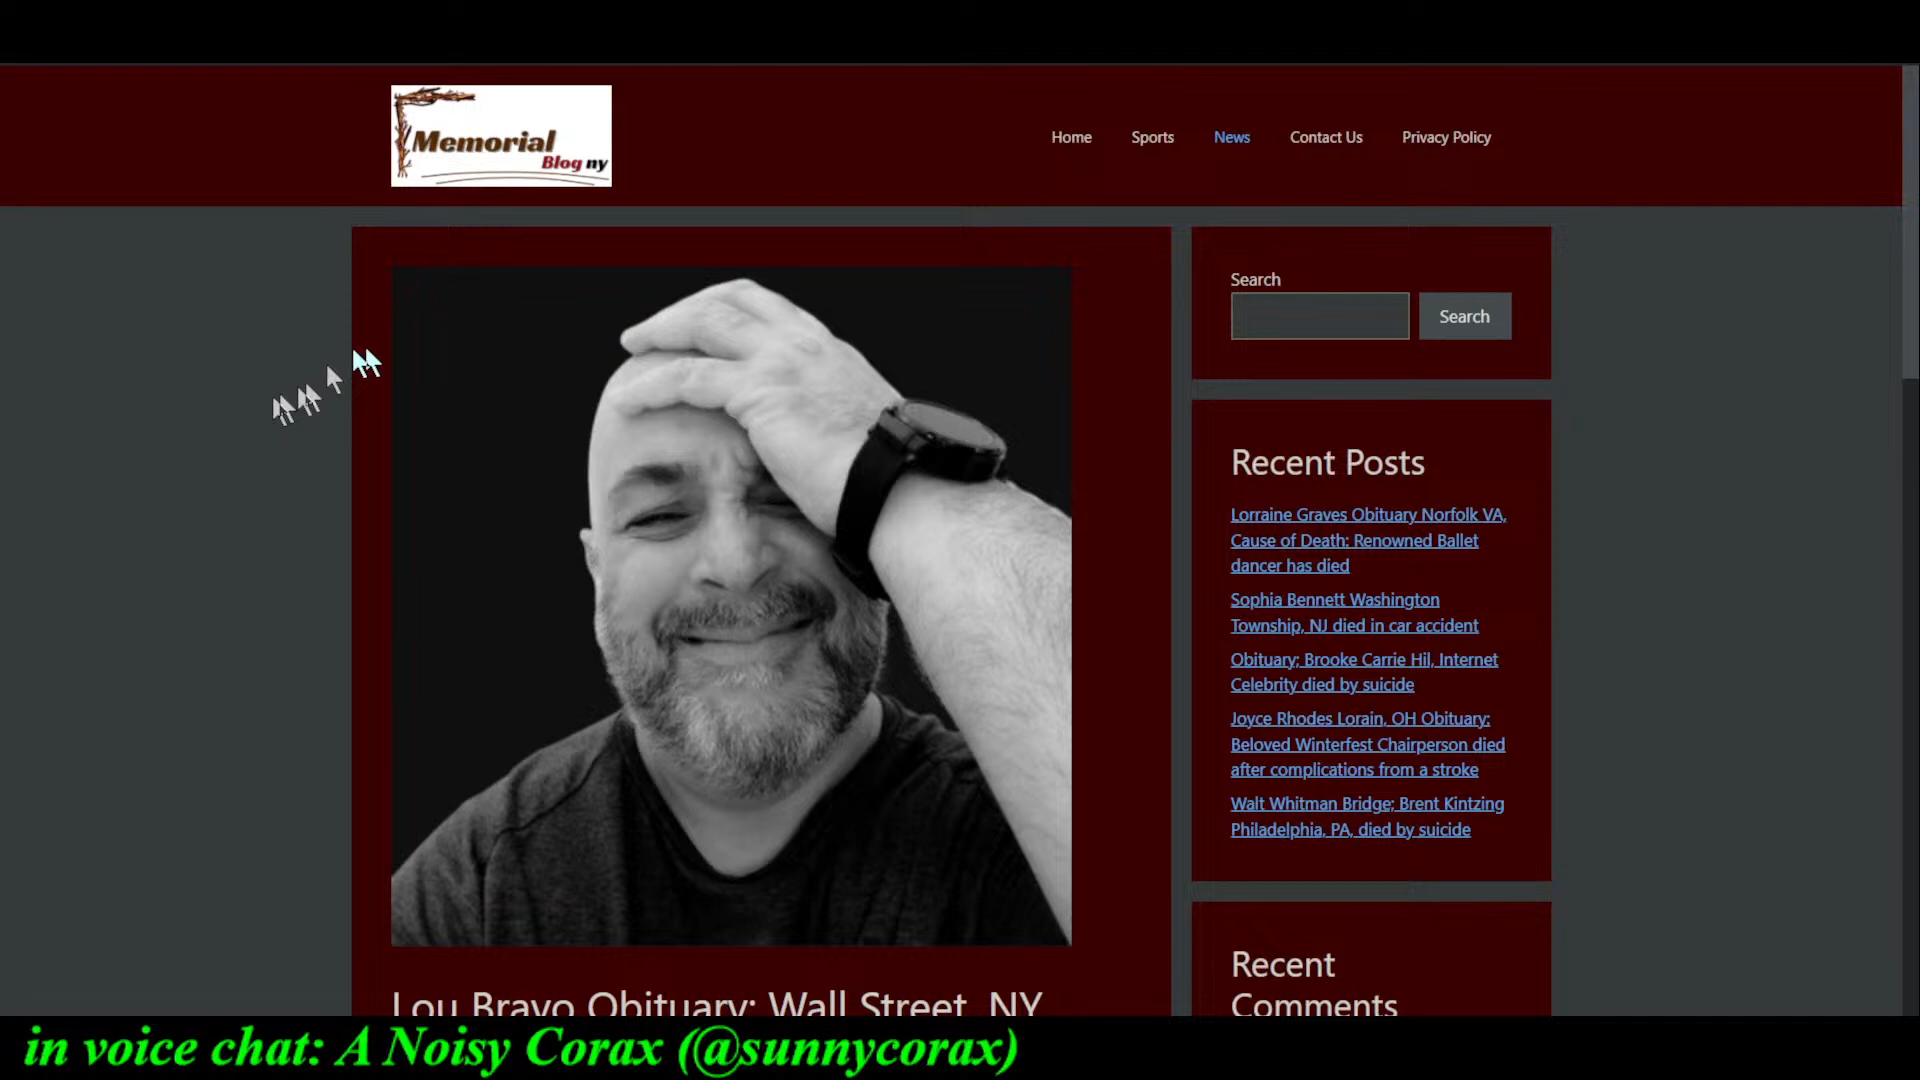 Memorial
Blog ny
Home Sports News Contact Us Privacy Policy
Search
Search
Recent Posts
Lorraine Graves Obituary Norfolk VA,
Cause of Death: Renowned Ballet
dancer has died
Sophia Bennett Washington
Township, NJ died in car accident
Obituary; Brooke Carrie Hil, Internet
Celebrity died by suicide
Joyce Rhodes Lorain, OH Obituary:
Beloved Winterfest Chairperson died
after complications from a stroke
Walt Whitman Bridge; Brent Kintzing
Philadelphia, PA, died by suicide
Recent
Comments
Lou Bravo Obituary: Wall Street, NY
in voice chat: A Noisy Corax (@sunnycorax)